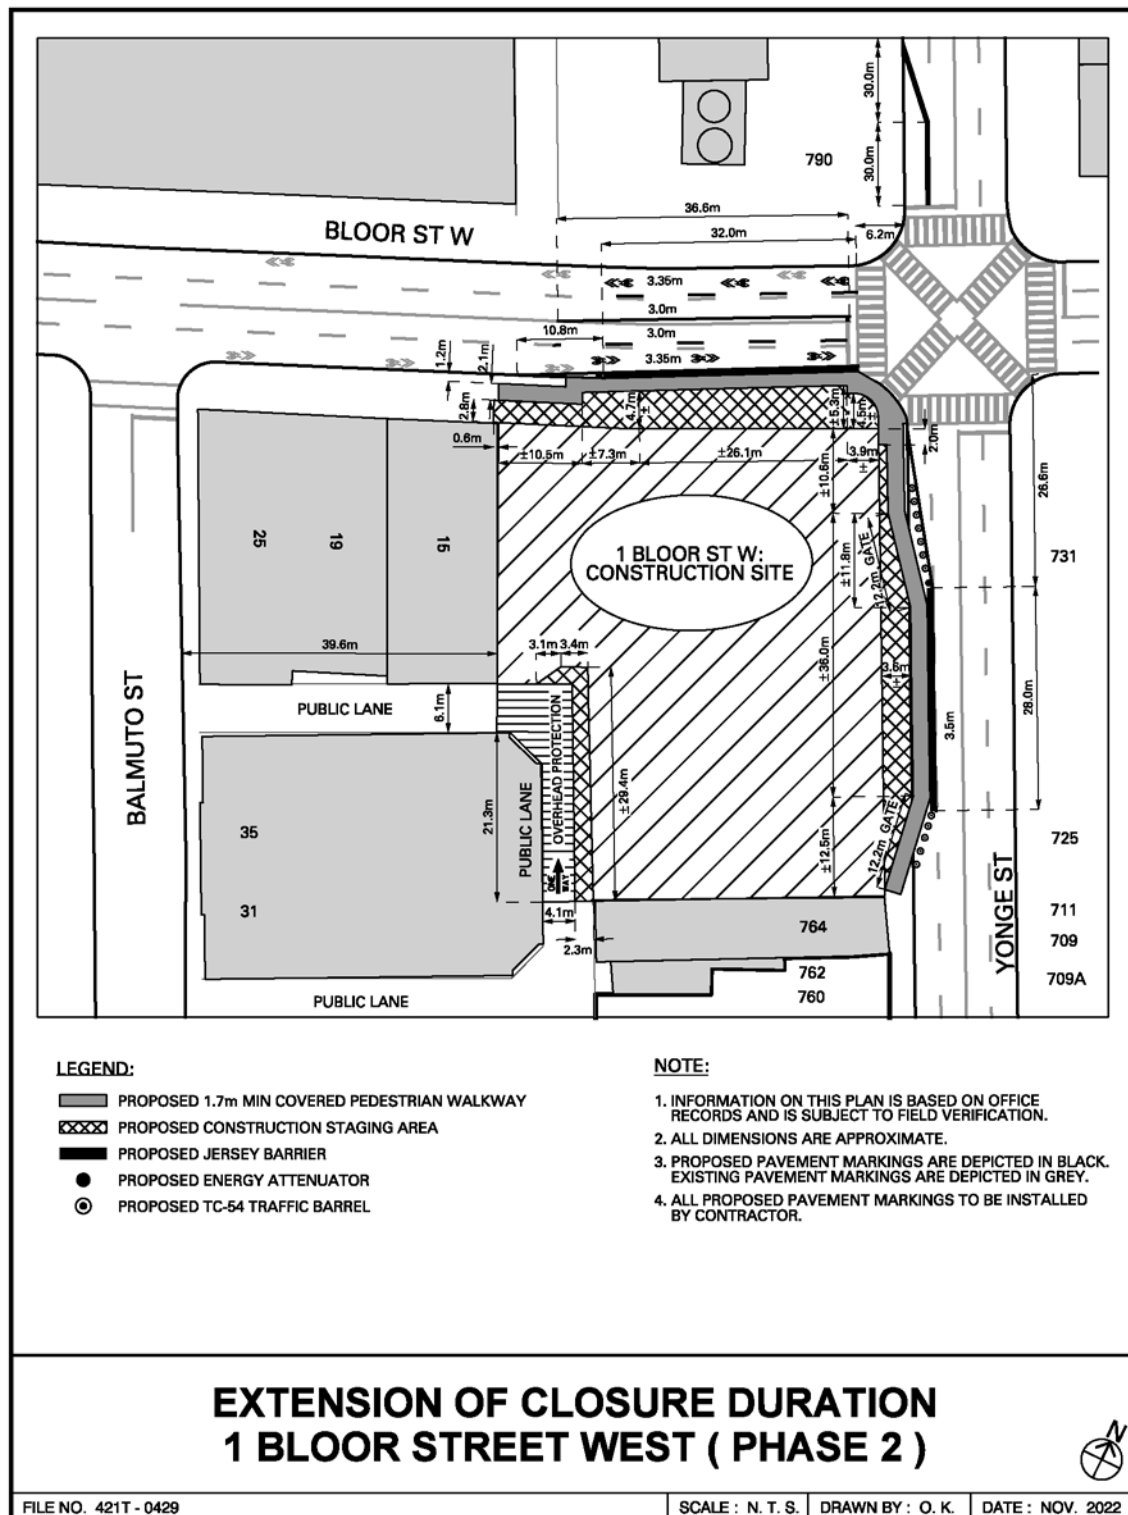 30.0m
30.0m
790
36.6m
32.0m
6.2m
BLOOR ST W
3.35m
3.0m
3.0m
10.8m
3.35m
1.2m
2.1m
2.8m
4.7m
±
±5.3m
4.5m
±
2.0m
0.6m
±10.5m
±7.3m
±26.1m
3.9m
±
±10.6m
26.6m
25
19
15
1 BLOOR ST W:
CONSTRUCTION SITE
±11.8m
12.2m GATE
731
39.6m
3.1m
3.4m
±36.0m
3.6m
±
28.0m
3.5m
PUBLIC LANE
6.1m
BALMUTO ST
OVERHEAD PROTECTION
±29.4m
21.3m
PUBLIC LANE
35
31
ONE
WAY
±12.5m
12.2m GATE
725
YONGE ST
4.1m
2.3m
764
711
709
709A
762
760
PUBLIC LANE
LEGEND:
PROPOSED 1.7m MIN COVERED PEDESTRIAN WALKWAY
PROPOSED CONSTRUCTION STAGING AREA
PROPOSED JERSEY BARRIER
PROPOSED ENERGY ATTENUATOR
PROPOSED TC-54 TRAFFIC BARREL
NOTE:
1. INFORMATION ON THIS PLAN IS BASED ON OFFICE
RECORDS AND IS SUBJECT TO FIELD VERIFICATION.
2. ALL DIMENSIONS ARE APPROXIMATE.
3. PROPOSED PAVEMENT MARKINGS ARE DEPICTED IN BLACK.
EXISTING PAVEMENT MARKINGS ARE DEPICTED IN GREY.
4. ALL PROPOSED PAVEMENT MARKINGS TO BE INSTALLED
BY CONTRACTOR.
EXTENSION OF CLOSURE DURATION
1 BLOOR STREET WEST ( PHASE 2 )
N
FILE NO. 421T - 0429
SCALE : N. T. S.
DRAWN BY : O. K.
DATE : NOV. 2022